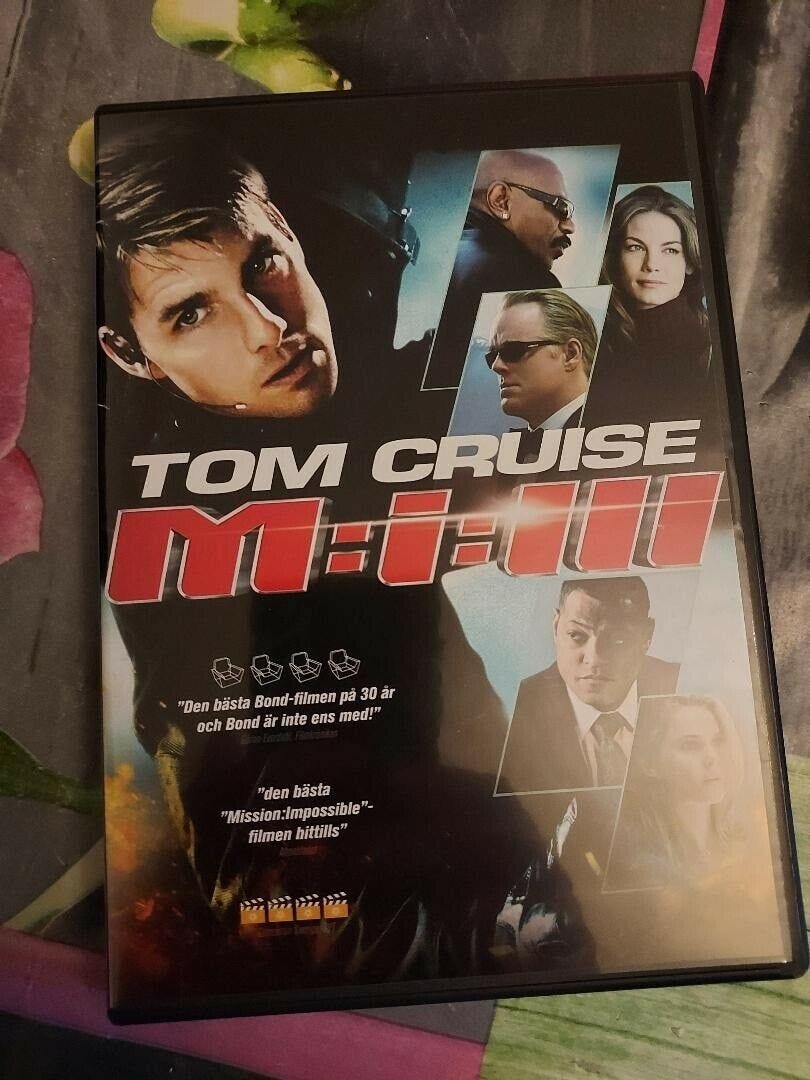 TOM CRUISE
M:i:III
”Den bästa Bond-filmen på 30 år
och Bond är inte ens med!”
”den bästa
”Mission:Impossible”-
filmen hittills”